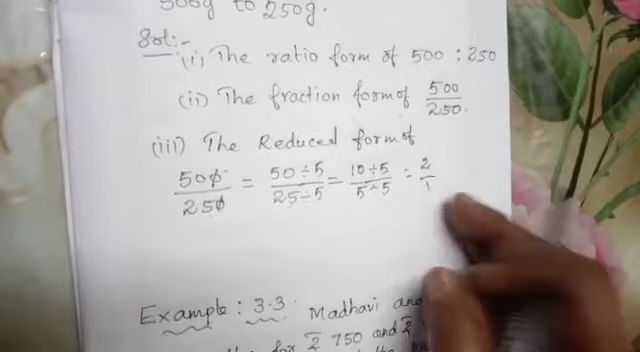 500g to 250g.
Sol:-
(i) The ratio form of 500 : 250
(ii) The fraction form of 500/250.
(iii) The Reduced form of
500/250 = 50÷5/25÷5 = 10÷5/5÷5 = 2/1
Example : 3.3. Madhavi and
for ₹ 750 and ₹